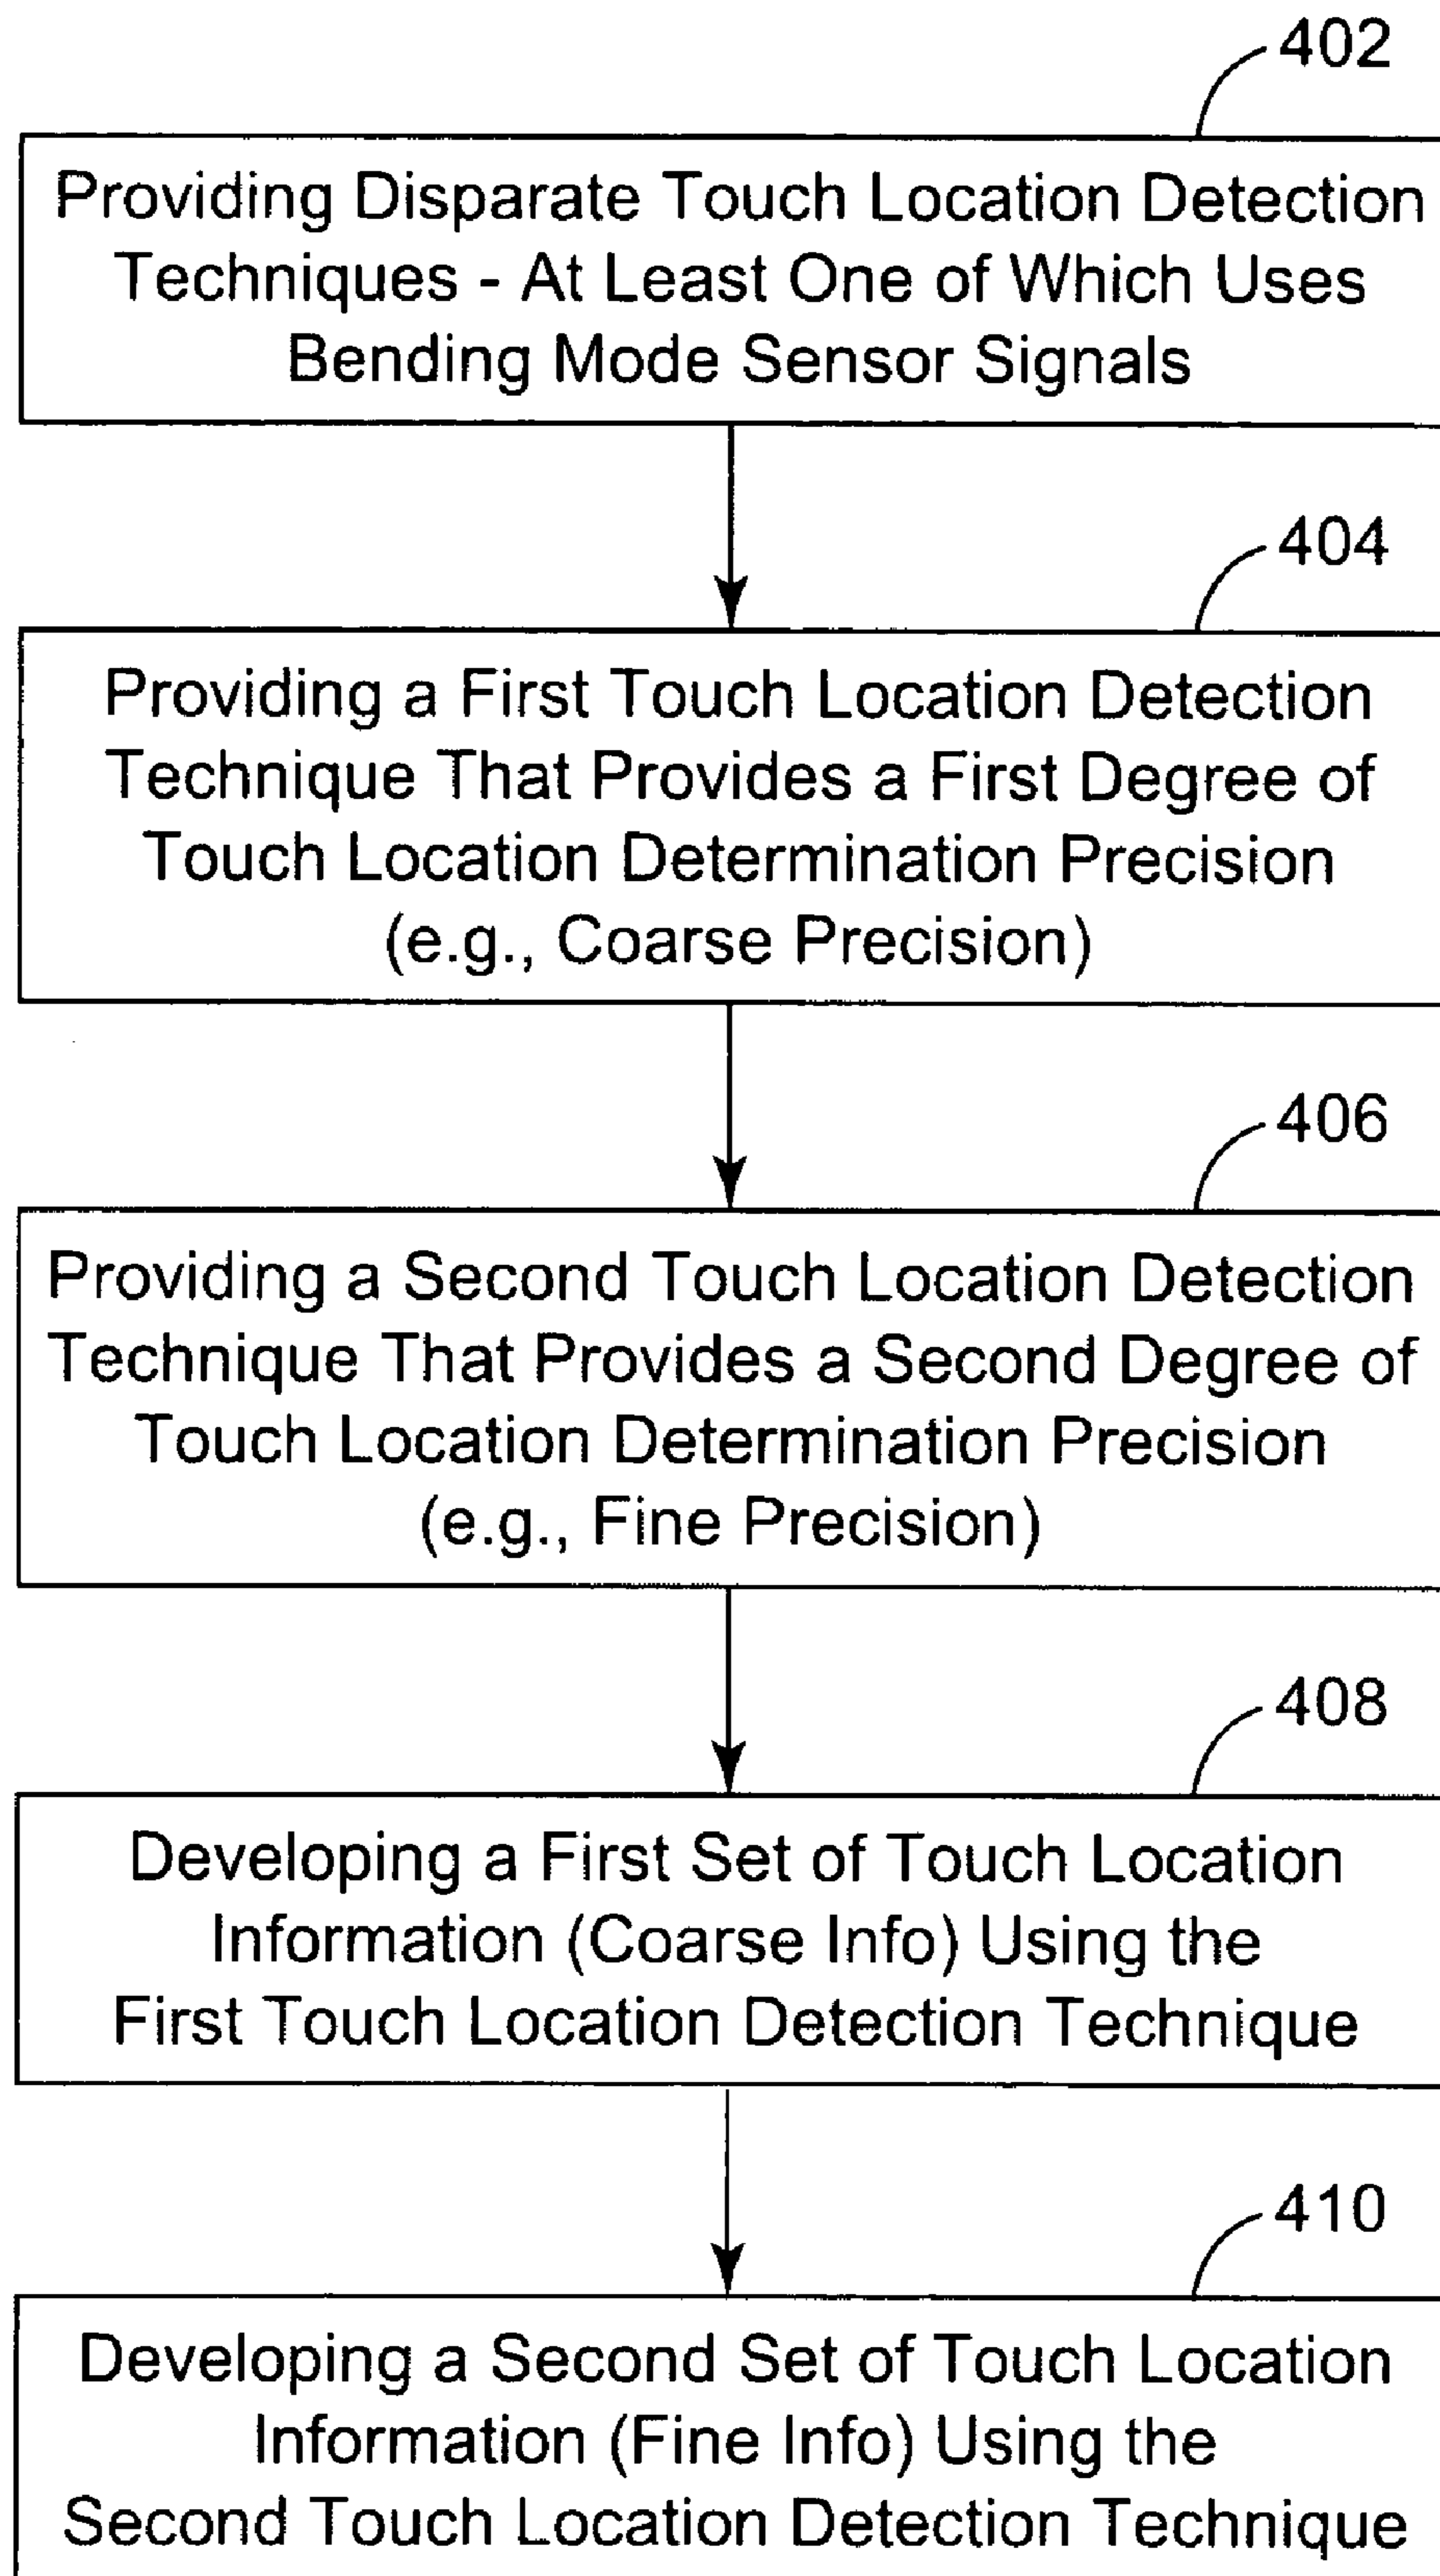 402
Providing Disparate Touch Location Detection
Techniques - At Least One of Which Uses
Bending Mode Sensor Signals
404
Providing a First Touch Location Detection
Technique That Provides a First Degree of
Touch Location Determination Precision
(e.g., Coarse Precision)
406
Providing a Second Touch Location Detection
Technique That Provides a Second Degree of
Touch Location Determination Precision
(e.g., Fine Precision)
408
Developing a First Set of Touch Location
Information (Coarse Info) Using the
First Touch Location Detection Technique
410
Developing a Second Set of Touch Location
Information (Fine Info) Using the
Second Touch Location Detection Technique